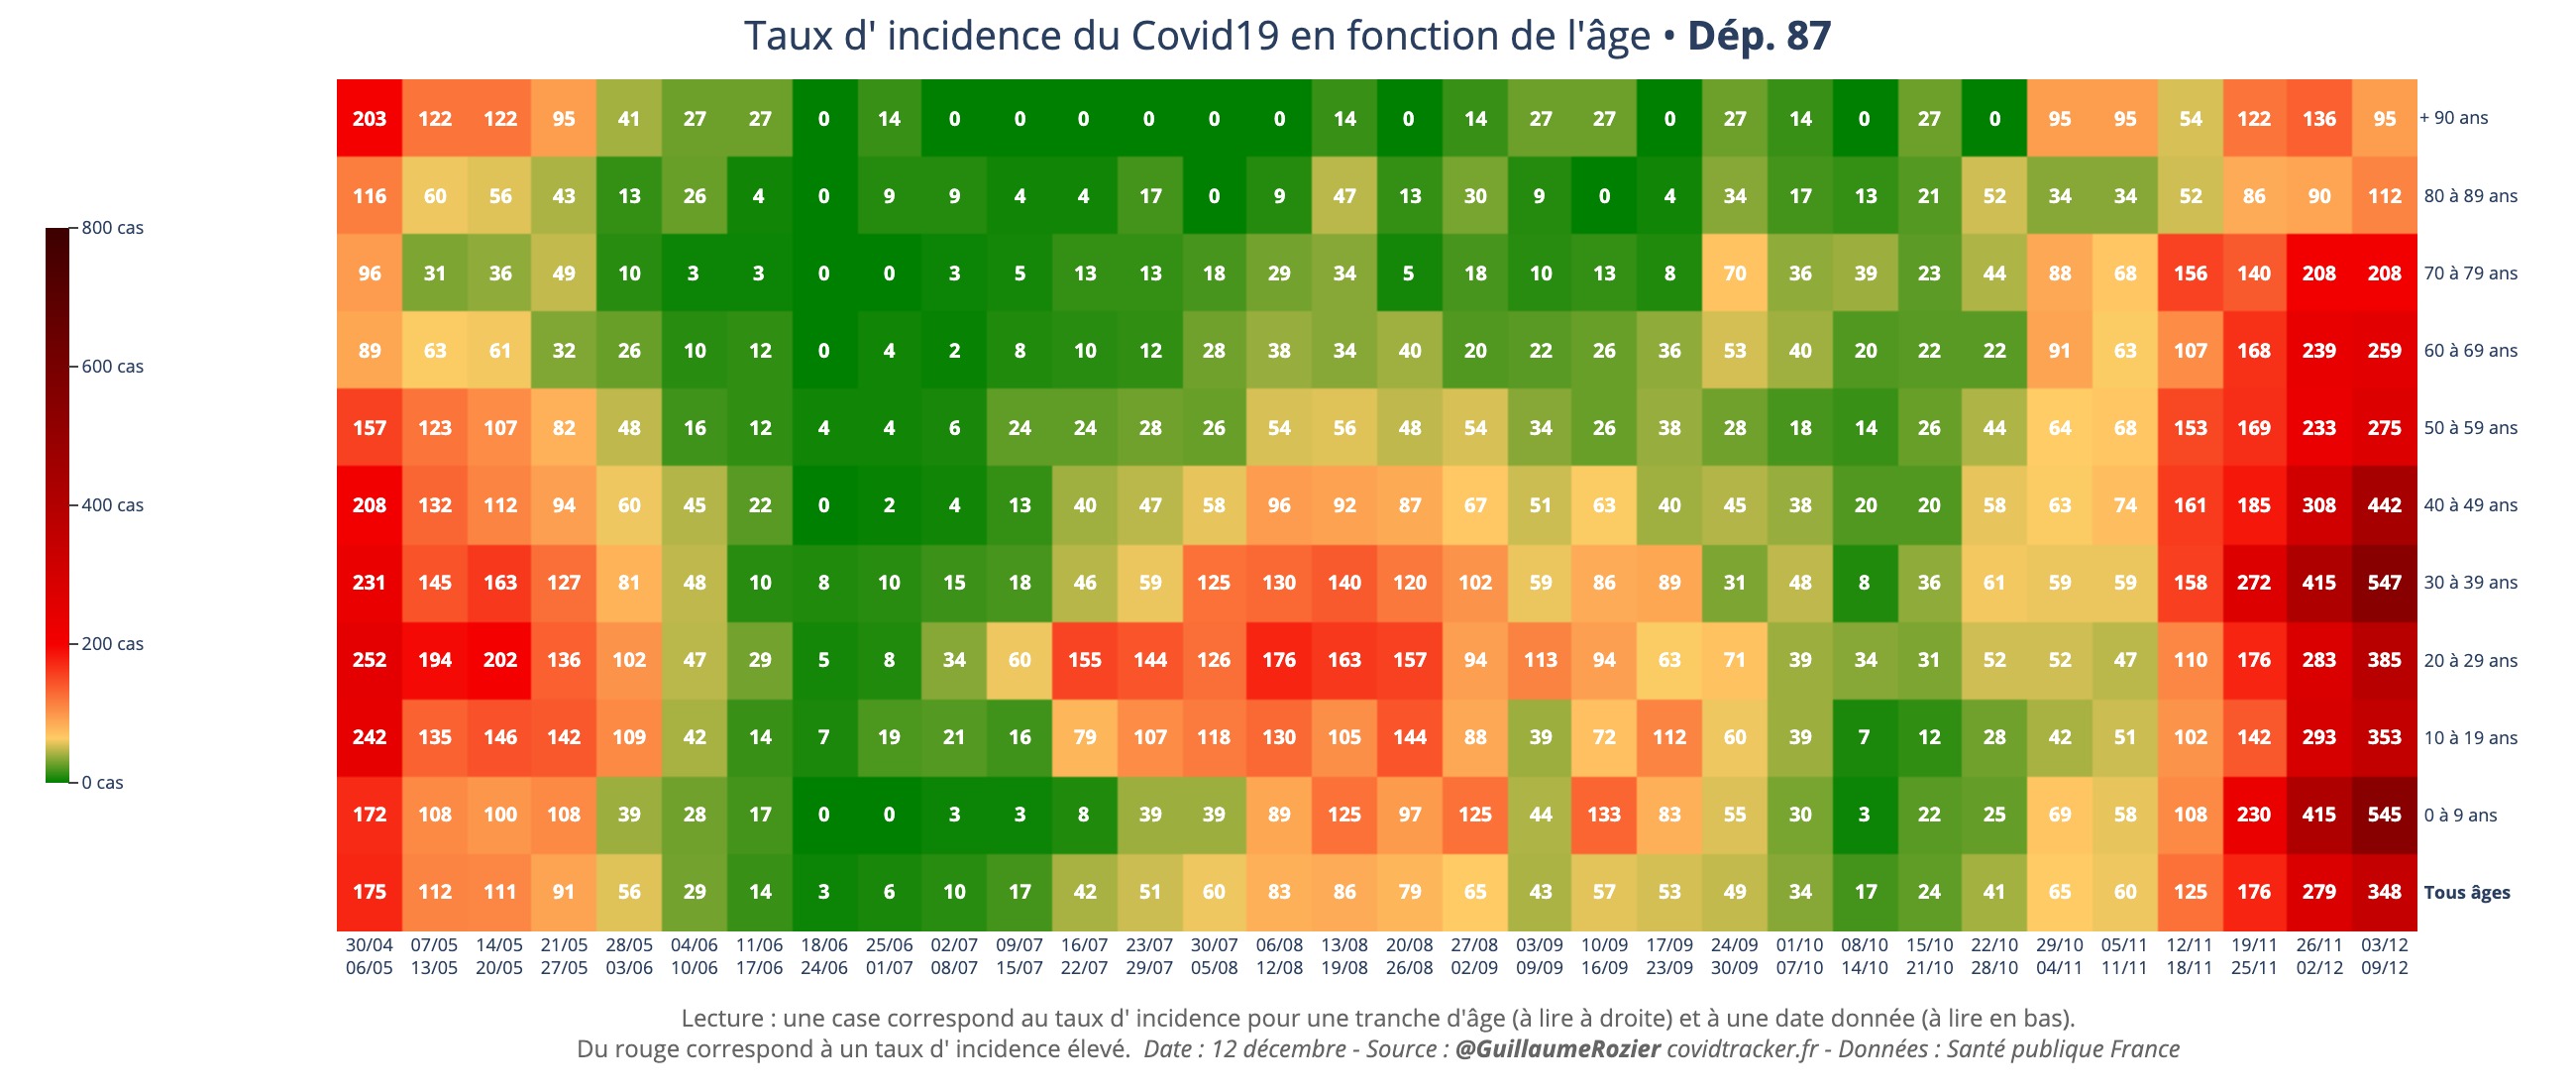 Taux d' incidence du Covid19 en fonction de l'âge • Dép. 87
203 122 122 95 41 27 27 0 14 0 0 0 0 0 0 14 0 14 27 27 0 27 14 0 27 0 95 95 54 122 136 95 + 90 ans
116 60 56 43 13 26 4 0 9 9 4 4 17 0 9 47 13 30 9 0 4 34 17 13 21 52 34 34 52 86 90 112 80 à 89 ans
800 cas
96 31 36 49 10 3 3 0 0 3 5 13 13 18 29 34 5 18 10 13 8 70 36 39 23 44 88 68 156 140 208 208 70 à 79 ans
89 63 61 32 26 10 12 0 4 2 8 10 12 28 38 34 40 20 22 26 36 53 40 20 22 22 91 63 107 168 239 259 60 à 69 ans
600 cas
157 123 107 82 48 16 12 4 4 6 24 24 28 26 54 56 48 54 34 26 38 28 18 14 26 44 64 68 153 169 233 275 50 à 59 ans
400 cas
208 132 112 94 60 45 22 0 2 4 13 40 47 58 96 92 87 67 51 63 40 45 38 20 20 58 63 74 161 185 308 442 40 à 49 ans
231 145 163 127 81 48 10 8 10 15 18 46 59 125 130 140 120 102 59 86 89 31 48 8 36 61 59 59 158 272 415 547 30 à 39 ans
200 cas
252 194 202 136 102 47 29 5 8 34 60 155 144 126 176 163 157 94 113 94 63 71 39 34 31 52 52 47 110 176 283 385 20 à 29 ans
242 135 146 142 109 42 14 7 19 21 16 79 107 118 130 105 144 88 39 72 112 60 39 7 12 28 42 51 102 142 293 353 10 à 19 ans
0 cas
172 108 100 108 39 28 17 0 0 3 3 8 39 39 89 125 97 125 44 133 83 55 30 3 22 25 69 58 108 230 415 545 0 à 9 ans
175 112 111 91 56 29 14 3 6 10 17 42 51 60 83 86 79 65 43 57 53 49 34 17 24 41 65 60 125 176 279 348 Tous âges
30/04 07/05 14/05 21/05 28/05 04/06 11/06 18/06 25/06 02/07 09/07 16/07 23/07 30/07 06/08 13/08 20/08 27/08 03/09 10/09 17/09 24/09 01/10 08/10 15/10 22/10 29/10 05/11 12/11 19/11 26/11 03/12
06/05 13/05 20/05 27/05 03/06 10/06 17/06 24/06 01/07 08/07 15/07 22/07 29/07 05/08 12/08 19/08 26/08 02/09 09/09 16/09 23/09 30/09 07/10 14/10 21/10 28/10 04/11 11/11 18/11 25/11 02/12 09/12
Lecture : une case correspond au taux d' incidence pour une tranche d'âge (à lire à droite) et à une date donnée (à lire en bas).
Du rouge correspond à un taux d' incidence élevé. Date : 12 décembre - Source : @GuillaumeRozier covidtracker.fr - Données : Santé publique France